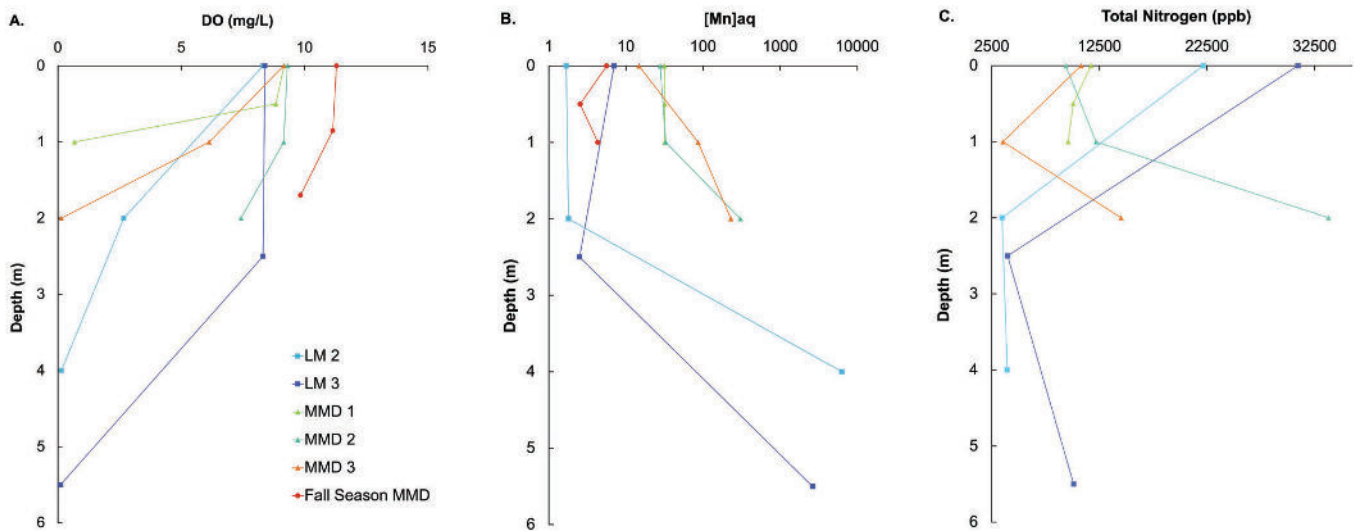 A.
DO (mg/L)
0 5 10 15
0
1
2
3
4
5
6
Depth (m)
LM 2
LM 3
MMD 1
MMD 2
MMD 3
Fall Season MMD
B.
[Mn]aq
1 10 100 1000 10000
0
1
2
3
4
5
6
Depth (m)
C.
Total Nitrogen (ppb)
2500 12500 22500 32500
0
1
2
3
4
5
6
Depth (m)